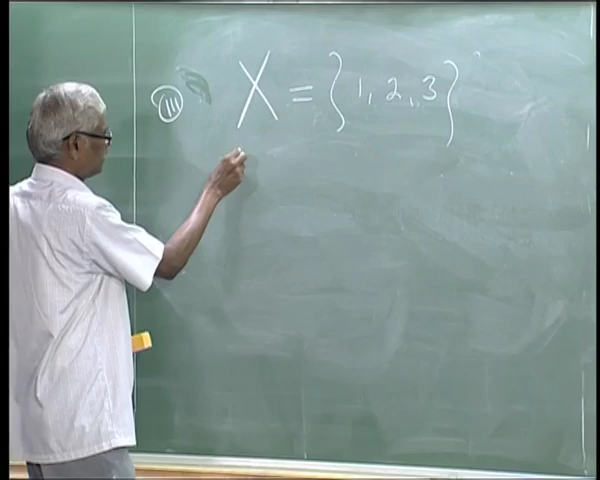 (iii) X = { 1, 2, 3 }